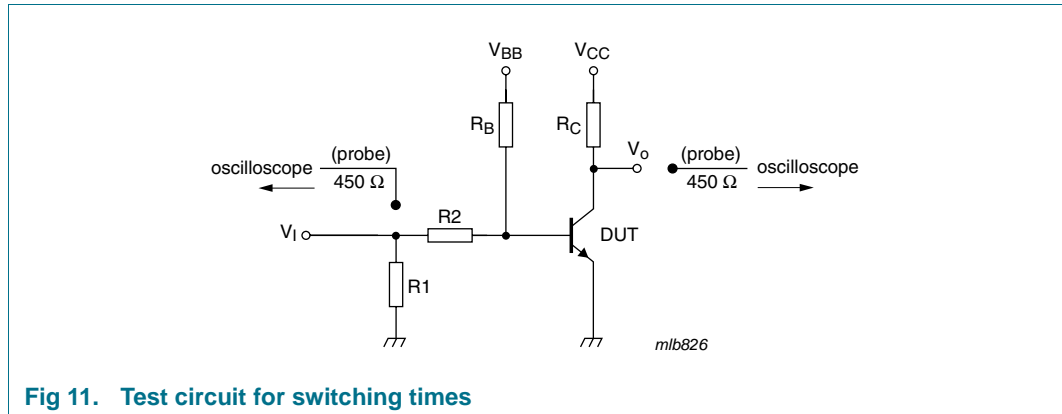 V_BB V_CC
R_B R_C
V_o
(probe) (probe)
oscilloscope oscilloscope
450 Ω 450 Ω
R2
V_I DUT
R1
mlb826
Fig 11. Test circuit for switching times